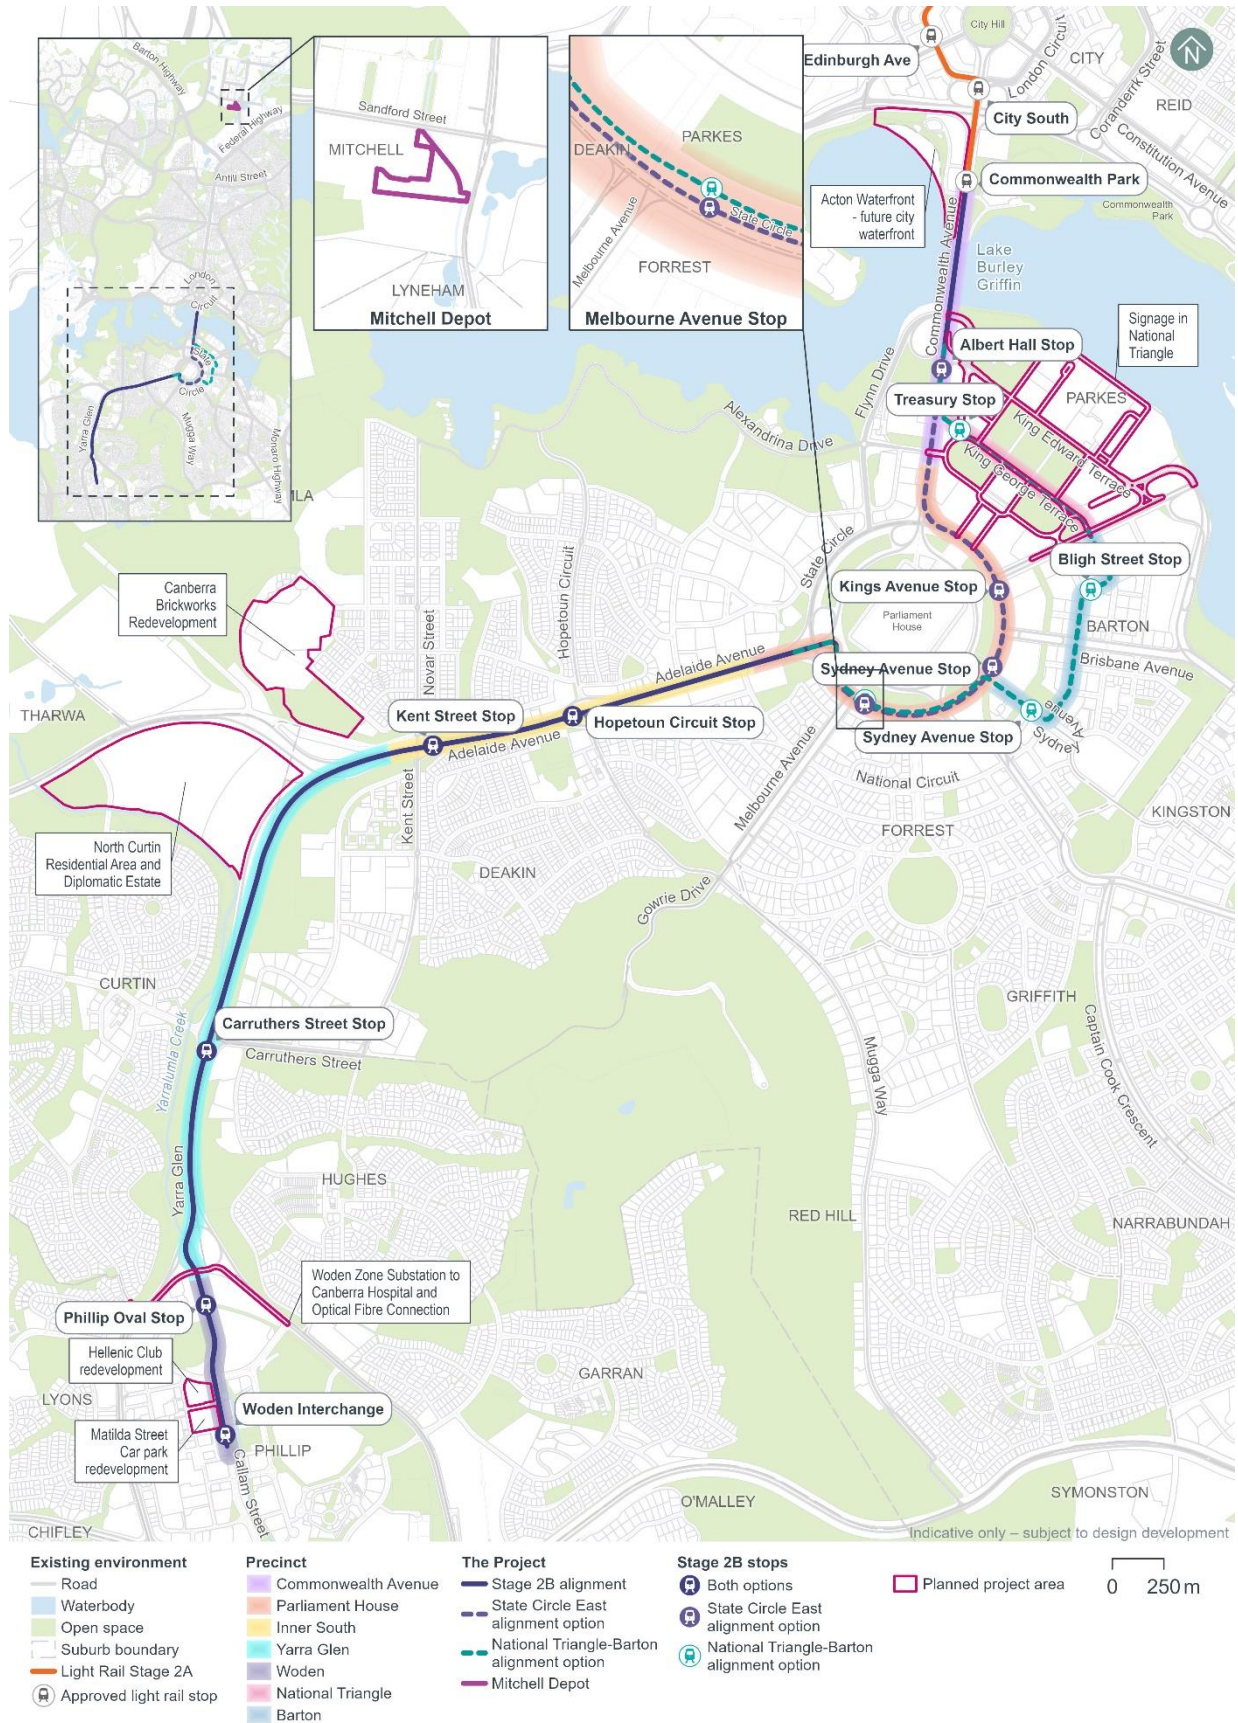 Barton Highway
Federal Highway
Antill Street
London
Circuit
State
Circle
Yarra Glen
Mugga Way
Monaro Highway
Sandford Street
MITCHELL
LYNEHAM
Mitchell Depot
PARKES
DEAKIN
State Circle
Melbourne Avenue
FORREST
Melbourne Avenue Stop
City Hill
London Circuit
CITY
Edinburgh Ave
N
Coranderrk Street
REID
City South
Constitution Avenue
Commonwealth Park
Commonwealth
Park
Acton Waterfront
- future city
waterfront
Commonwealth Avenue
Lake
Burley
Griffin
Signage in
National
Triangle
Albert Hall Stop
Flynn Drive
Treasury Stop
PARKES
King Edward Terrace
King George Terrace
Alexandrina Drive
MLA
Bligh Street Stop
State Circle
Kings Avenue Stop
Parliament
House
BARTON
Brisbane Avenue
Canberra
Brickworks
Redevelopment
Novar Street
Hopetoun Circuit
Adelaide Avenue
Sydney Avenue Stop
THARWA
Kent Street Stop
Hopetoun Circuit Stop
Adelaide Avenue
Sydney Avenue Stop
Sydney
Avenue
Kent Street
Melbourne Avenue
National Circuit
KINGSTON
FORREST
North Curtin
Residential Area and
Diplomatic Estate
DEAKIN
Gowrie Drive
CURTIN
GRIFFITH
Yarralumla Creek
Carruthers Street Stop
Carruthers Street
Captain Cook Crescent
Mugga Way
Yarra Glen
HUGHES
RED HILL
NARRABUNDAH
Woden Zone Substation to
Canberra Hospital and
Optical Fibre Connection
Phillip Oval Stop
Hellenic Club
redevelopment
GARRAN
LYONS
Woden Interchange
Matilda Street
Car park
redevelopment
PHILLIP
Callam Street
O'MALLEY
SYMONSTON
CHIFLEY
Indicative only – subject to design development
Existing environment
Road
Waterbody
Open space
Suburb boundary
Light Rail Stage 2A
Approved light rail stop
Precinct
Commonwealth Avenue
Parliament House
Inner South
Yarra Glen
Woden
National Triangle
Barton
The Project
Stage 2B alignment
State Circle East
alignment option
National Triangle-Barton
alignment option
Mitchell Depot
Stage 2B stops
Both options
State Circle East
alignment option
National Triangle-Barton
alignment option
Planned project area
0 250 m